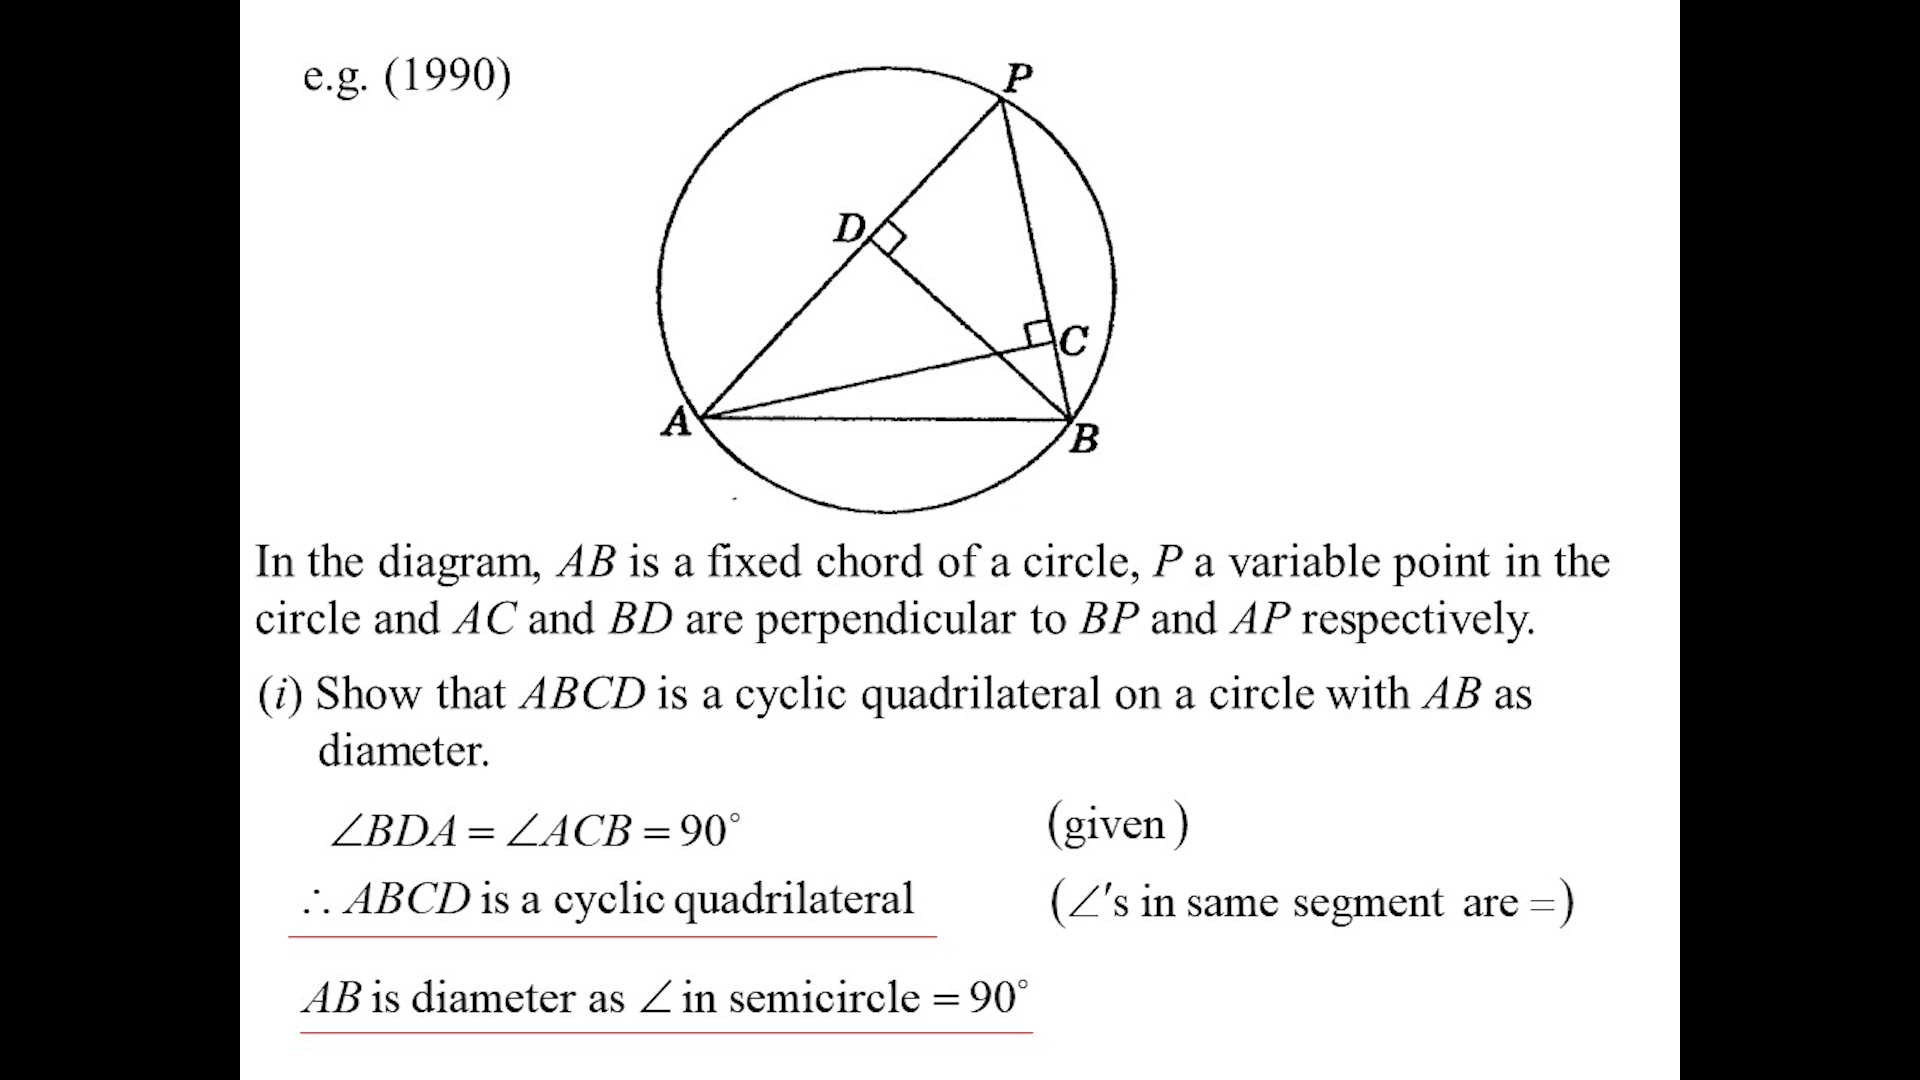 e.g. (1990)
P
D
C
A
B
In the diagram, AB is a fixed chord of a circle, P a variable point in the
circle and AC and BD are perpendicular to BP and AP respectively.
(i) Show that ABCD is a cyclic quadrilateral on a circle with AB as
diameter.
∠BDA = ∠ACB = 90° (given)
∴ ABCD is a cyclic quadrilateral (∠'s in same segment are =)
AB is diameter as ∠ in semicircle = 90°